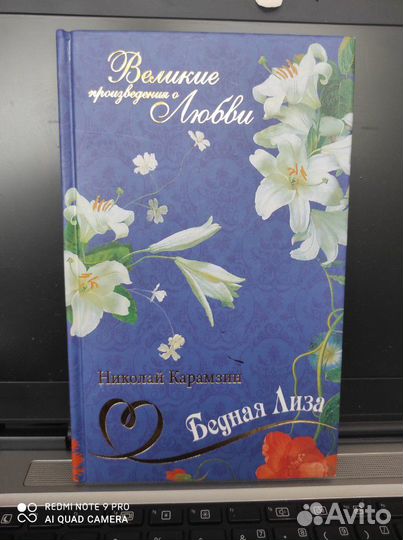 Великие
произведения о
Любви
Николай Карамзин
Бедная Лиза
REDMI NOTE 9 PRO
AI QUAD CAMERA
Avito